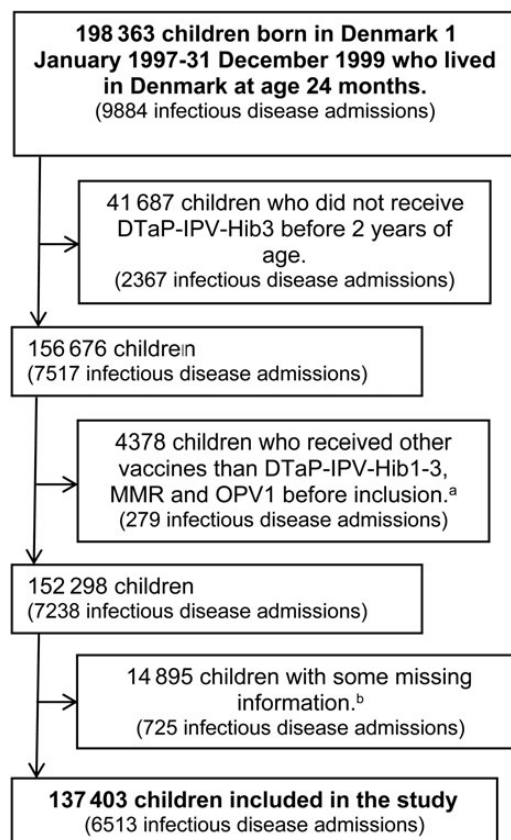 198 363 children born in Denmark 1
January 1997-31 December 1999 who lived
in Denmark at age 24 months.
(9884 infectious disease admissions)
41 687 children who did not receive
DTaP-IPV-Hib3 before 2 years of
age.
(2367 infectious disease admissions)
156 676 children
(7517 infectious disease admissions)
4378 children who received other
vaccines than DTaP-IPV-Hib1-3,
MMR and OPV1 before inclusion.ᵃ
(279 infectious disease admissions)
152 298 children
(7238 infectious disease admissions)
14 895 children with some missing
information.ᵇ
(725 infectious disease admissions)
137 403 children included in the study
(6513 infectious disease admissions)